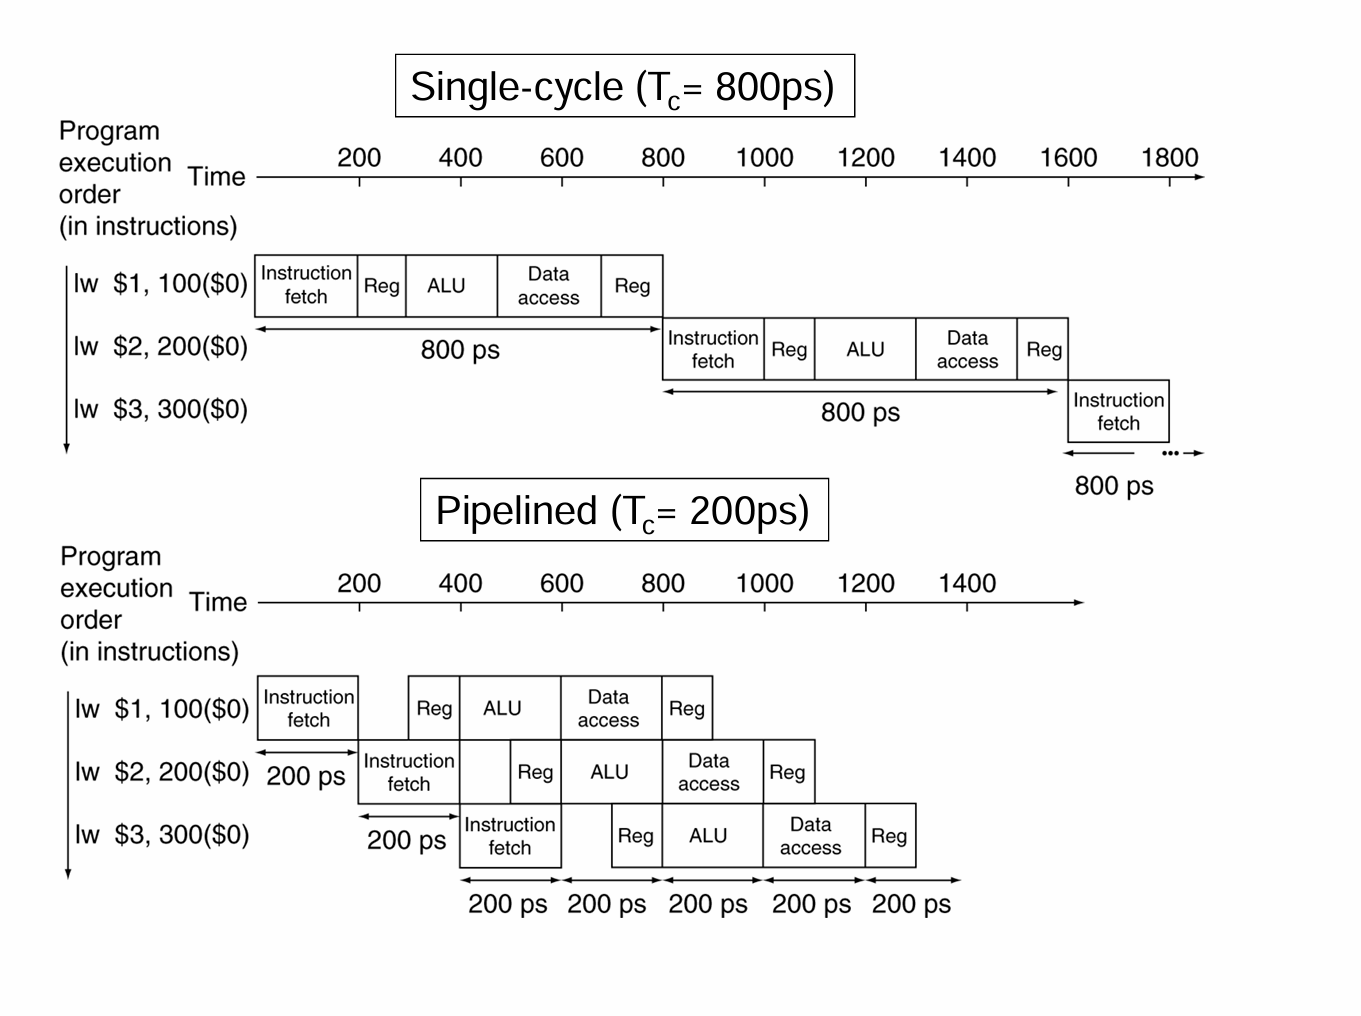 Single-cycle (Tc= 800ps)
Program
execution
order
(in instructions)
Time
200 400 600 800 1000 1200 1400 1600 1800
lw $1, 100($0)
Instruction
fetch
Reg
ALU
Data
access
Reg
800 ps
lw $2, 200($0)
Instruction
fetch
Reg
ALU
Data
access
Reg
800 ps
lw $3, 300($0)
Instruction
fetch
...
800 ps
Pipelined (Tc= 200ps)
Program
execution
order
(in instructions)
Time
200 400 600 800 1000 1200 1400
lw $1, 100($0)
Instruction
fetch
Reg
ALU
Data
access
Reg
200 ps
lw $2, 200($0)
Instruction
fetch
Reg
ALU
Data
access
Reg
200 ps
lw $3, 300($0)
Instruction
fetch
Reg
ALU
Data
access
Reg
200 ps 200 ps 200 ps 200 ps 200 ps